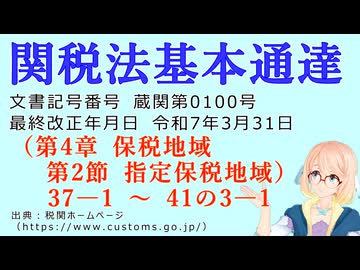 関税法基本通達
文書記号番号 蔵関第0100号
最終改正年月日 令和7年3月31日
（第4章 保税地域
第2節 指定保税地域）
37―1 ～ 41の3―1
出典：税関ホームページ
（https://www.customs.go.jp/）